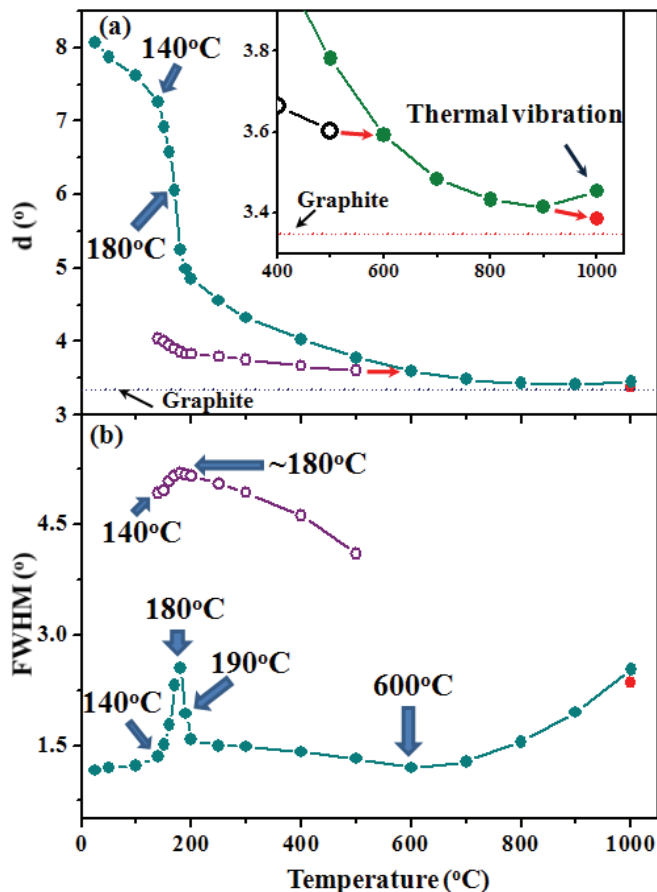 (a)
8
140°C
7
6
180°C
5
4
3
d (°)
Graphite
3.8
3.6
3.4
Thermal vibration
Graphite
400
600
800
1000
(b)
~180°C
140°C
4.5
180°C
190°C
3.0
140°C
600°C
1.5
FWHM (°)
0
200
400
600
800
1000
Temperature (°C)